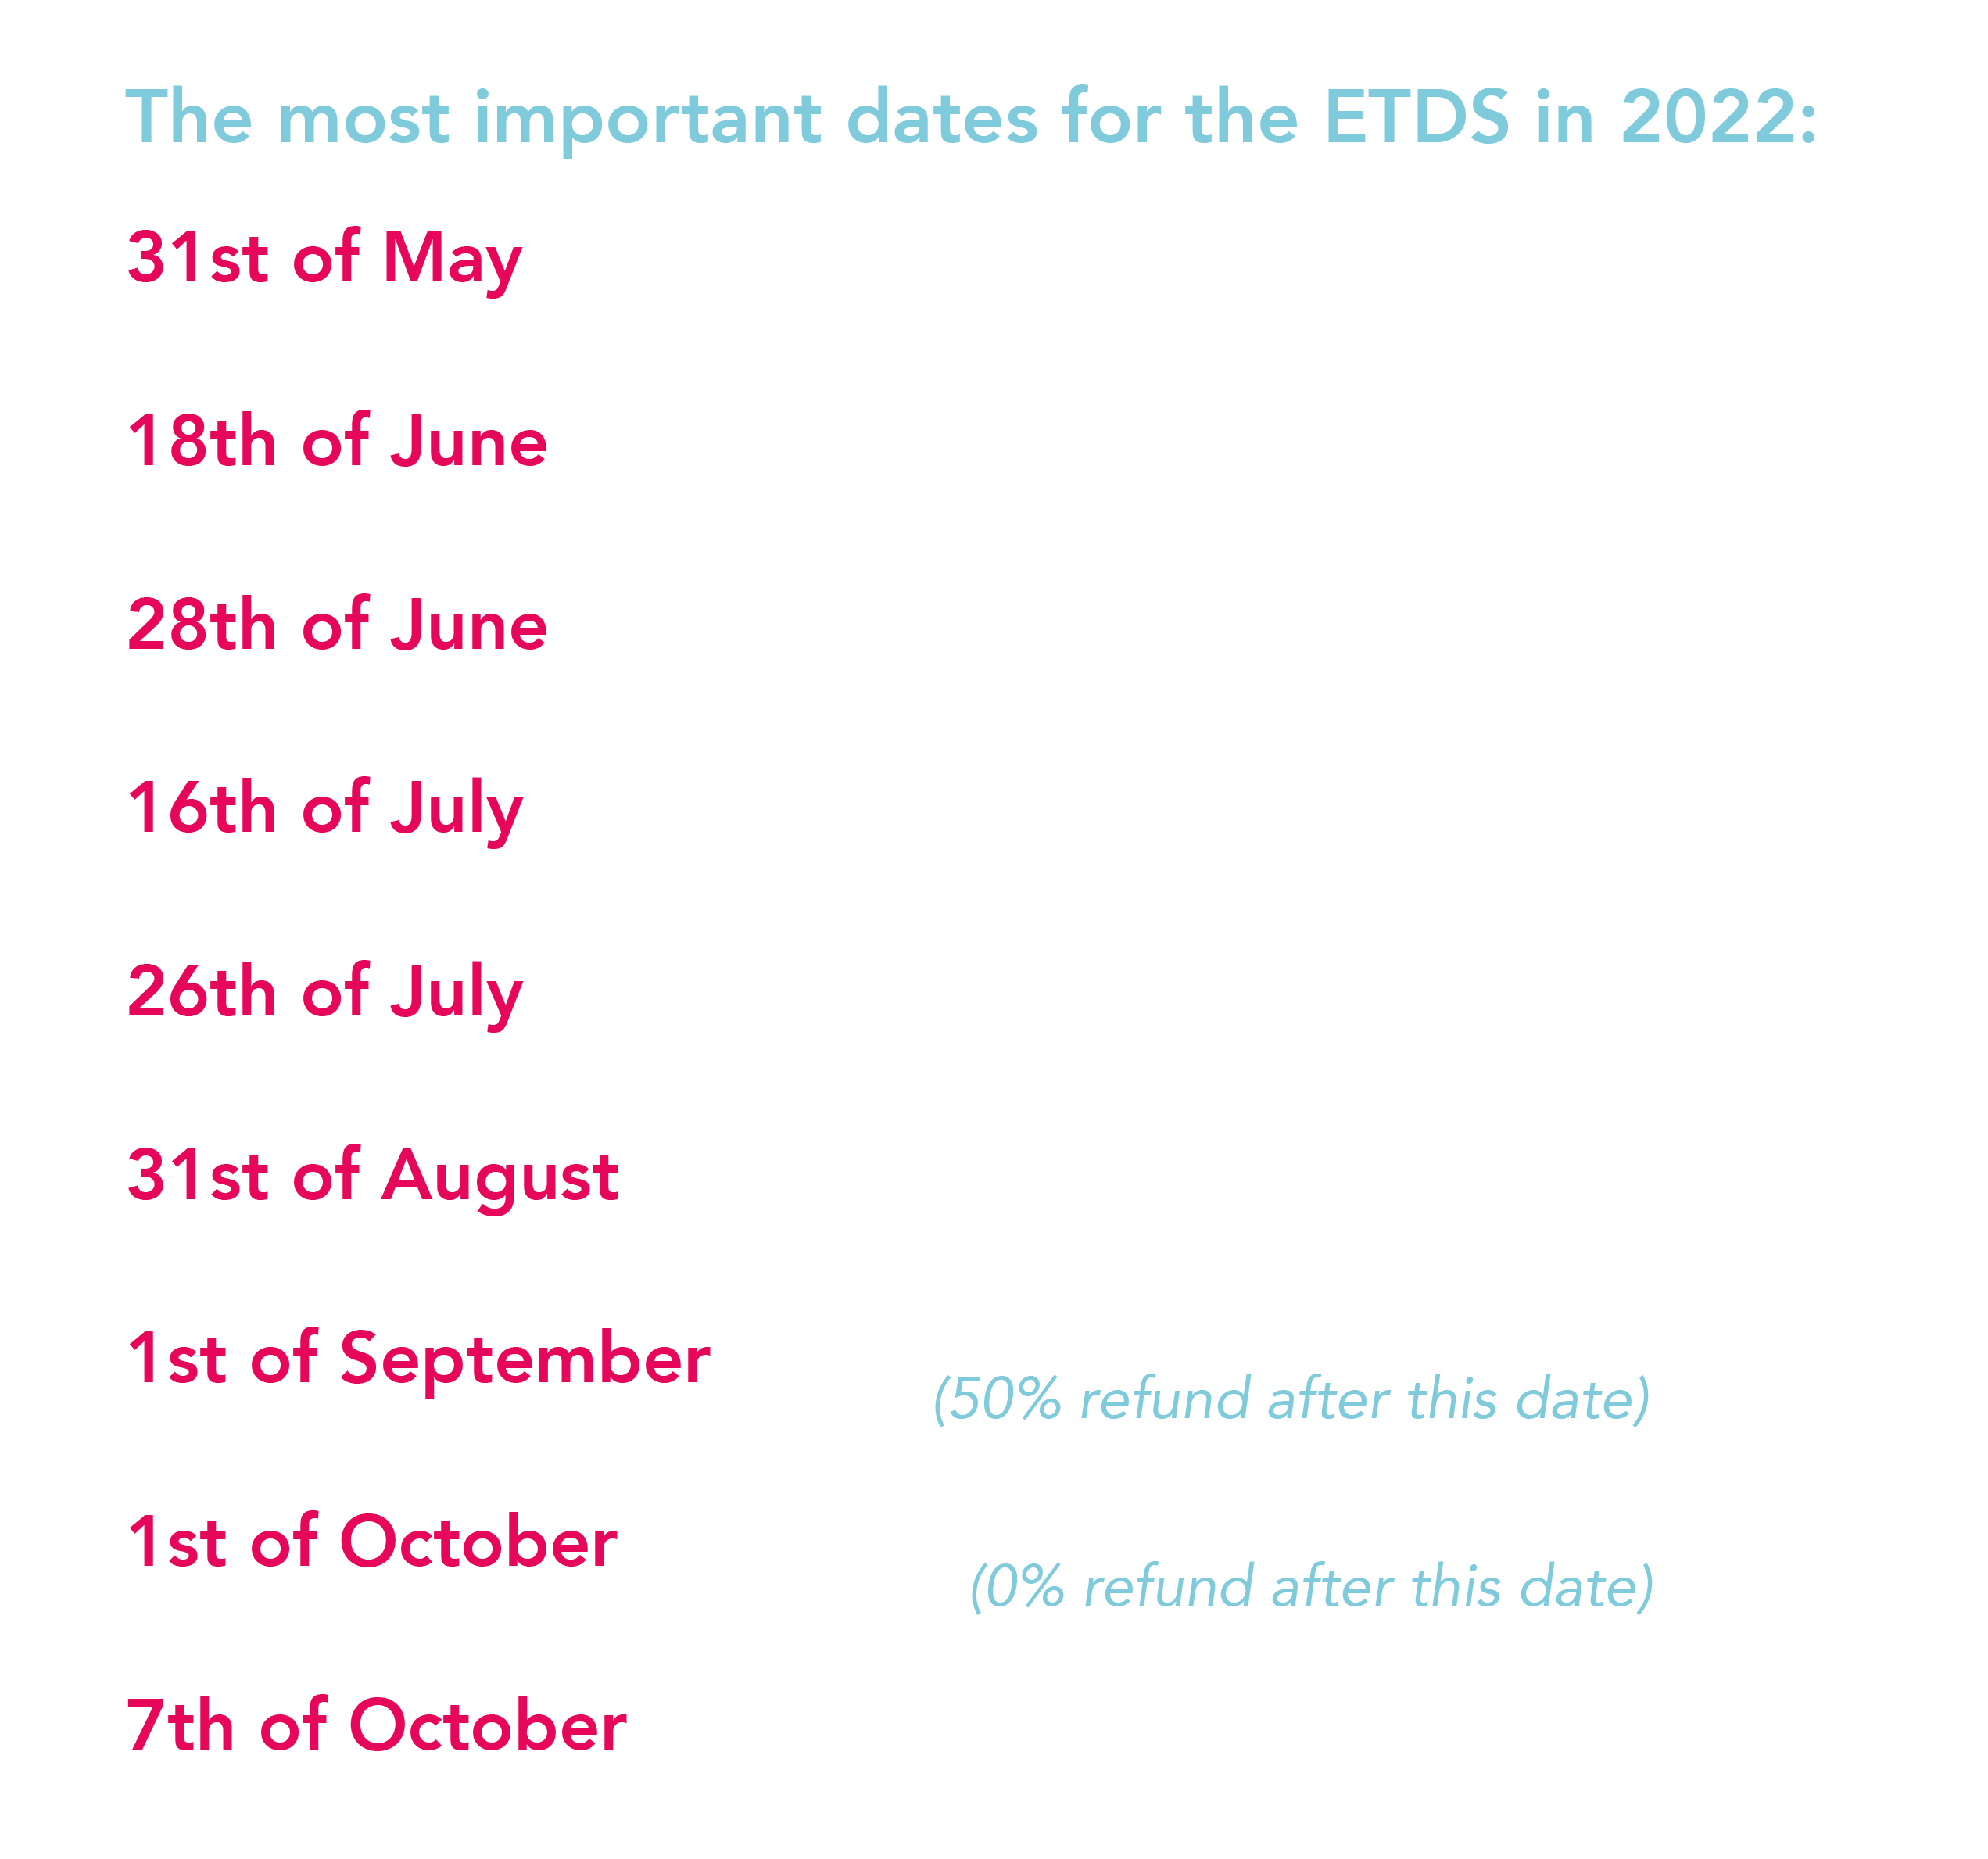 The most important dates for the ETDS in 2022:
31st of May
18th of June
28th of June
16th of July
26th of July
31st of August
1st of September
(50% refund after this date)
1st of October
(0% refund after this date)
7th of October